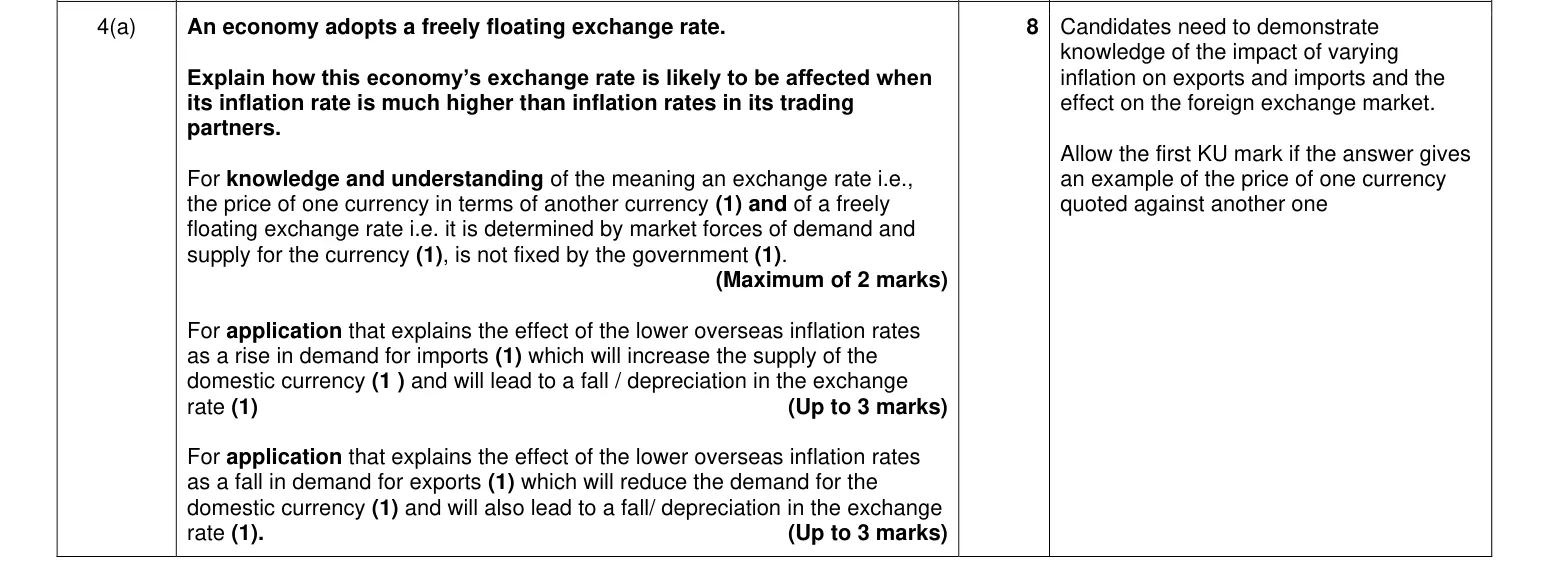 4(a)
An economy adopts a freely floating exchange rate.
Explain how this economy's exchange rate is likely to be affected when
its inflation rate is much higher than inflation rates in its trading
partners.
For knowledge and understanding of the meaning an exchange rate i.e.,
the price of one currency in terms of another currency (1) and of a freely
floating exchange rate i.e. it is determined by market forces of demand and
supply for the currency (1), is not fixed by the government (1).
(Maximum of 2 marks)
For application that explains the effect of the lower overseas inflation rates
as a rise in demand for imports (1) which will increase the supply of the
domestic currency (1 ) and will lead to a fall / depreciation in the exchange
rate (1) (Up to 3 marks)
For application that explains the effect of the lower overseas inflation rates
as a fall in demand for exports (1) which will reduce the demand for the
domestic currency (1) and will also lead to a fall/ depreciation in the exchange
rate (1). (Up to 3 marks)
8
Candidates need to demonstrate
knowledge of the impact of varying
inflation on exports and imports and the
effect on the foreign exchange market.
Allow the first KU mark if the answer gives
an example of the price of one currency
quoted against another one